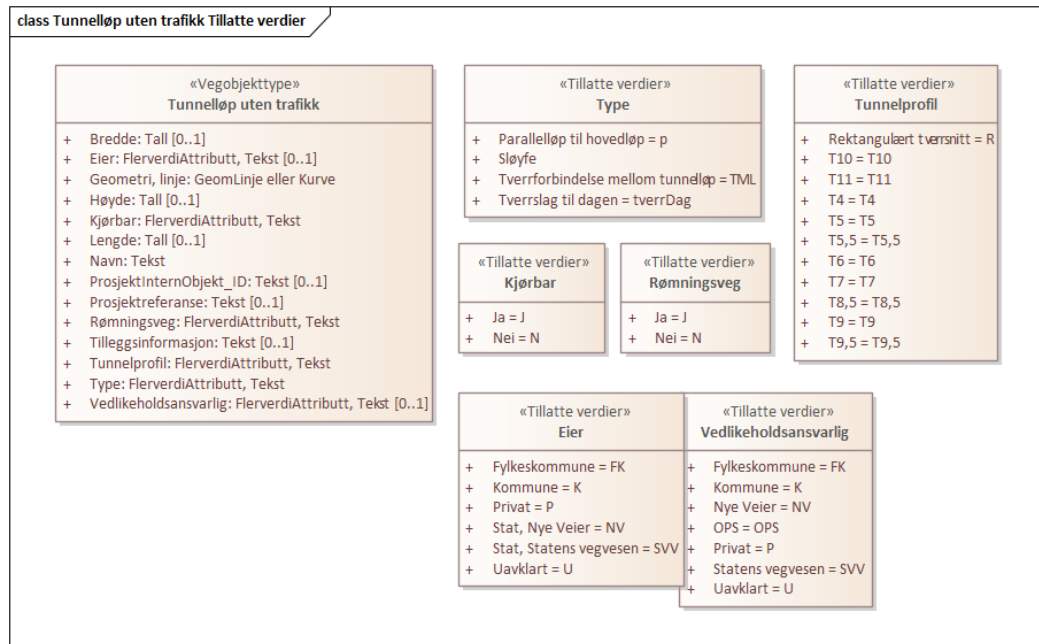 class Tunnelløp uten trafikk Tillatte verdier
«Vegobjekttype»
Tunnelløp uten trafikk
+ Bredde: Tall [0..1]
+ Eier: FlerverdiAttributt, Tekst [0..1]
+ Geometri, linje: GeomLinje eller Kurve
+ Høyde: Tall [0..1]
+ Kjørbar: FlerverdiAttributt, Tekst
+ Lengde: Tall [0..1]
+ Navn: Tekst
+ ProsjektInternObjekt_ID: Tekst [0..1]
+ Prosjektreferanse: Tekst [0..1]
+ Rømningsveg: FlerverdiAttributt, Tekst
+ Tilleggsinformasjon: Tekst [0..1]
+ Tunnelprofil: FlerverdiAttributt, Tekst
+ Type: FlerverdiAttributt, Tekst
+ Vedlikeholdsansvarlig: FlerverdiAttributt, Tekst [0..1]
«Tillatte verdier»
Type
+ Paralleløp til hovedløp = p
+ Sløyfe
+ Tverrforbindelse mellom tunnelløp = TML
+ Tverrslag til dagen = tverrDag
«Tillatte verdier»
Tunnelprofil
+ Rektangulært tverrsnitt = R
+ T10 = T10
+ T11 = T11
+ T4 = T4
+ T5 = T5
+ T5,5 = T5,5
+ T6 = T6
+ T7 = T7
+ T8,5 = T8,5
+ T9 = T9
+ T9,5 = T9,5
«Tillatte verdier»
Kjørbar
+ Ja = J
+ Nei = N
«Tillatte verdier»
Rømningsveg
+ Ja = J
+ Nei = N
«Tillatte verdier»
Eier
+ Fylkeskommune = FK
+ Kommune = K
+ Privat = P
+ Stat, Nye Veier = NV
+ Stat, Statens vegvesen = SVV
+ Uavklart = U
«Tillatte verdier»
Vedlikeholdsansvarlig
+ Fylkeskommune = FK
+ Kommune = K
+ Nye Veier = NV
+ OPS = OPS
+ Privat = P
+ Statens vegvesen = SVV
+ Uavklart = U